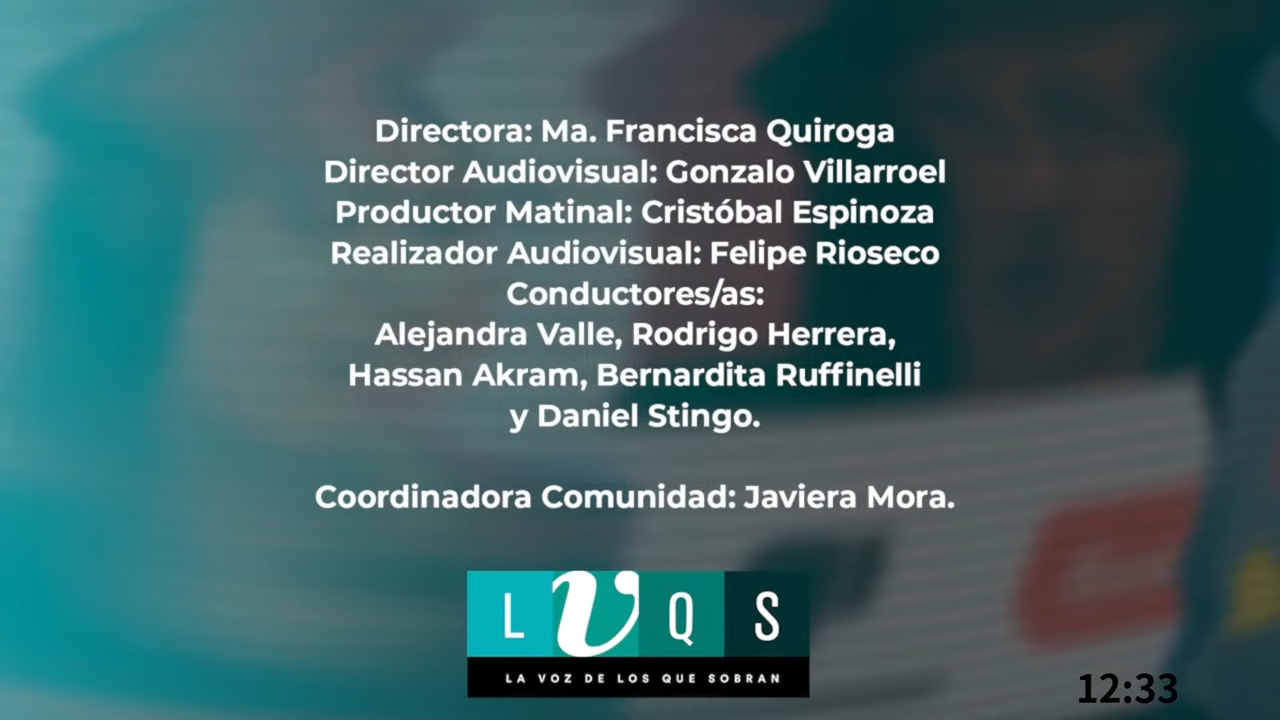 Directora: Ma. Francisca Quiroga
Director Audiovisual: Gonzalo Villarroel
Productor Matinal: Cristóbal Espinoza
Realizador Audiovisual: Felipe Rioseco
Conductores/as:
Alejandra Valle, Rodrigo Herrera,
Hassan Akram, Bernardita Ruffinelli
y Daniel Stingo.
Coordinadora Comunidad: Javiera Mora.
L V Q S
LA VOZ DE LOS QUE SOBRAN
12:33